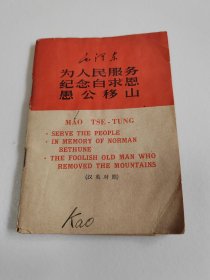 毛泽东
为人民服务
纪念白求恩
愚公移山
MAO TSE-TUNG
· SERVE THE PEOPLE
· IN MEMORY OF NORMAN
BETHUNE
· THE FOOLISH OLD MAN WHO
REMOVED THE MOUNTAINS
(汉英对照)
Kao